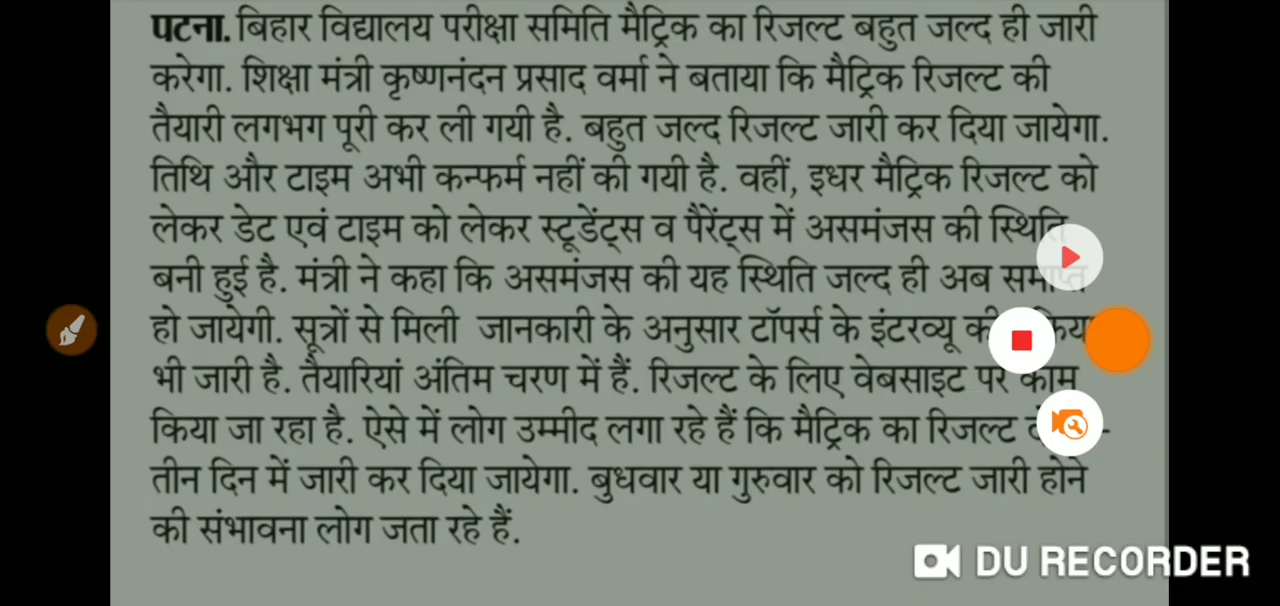 पटना. बिहार विद्यालय परीक्षा समिति मैट्रिक का रिजल्ट बहुत जल्द ही जारी
करेगा. शिक्षा मंत्री कृष्णनंदन प्रसाद वर्मा ने बताया कि मैट्रिक रिजल्ट की
तैयारी लगभग पूरी कर ली गयी है. बहुत जल्द रिजल्ट जारी कर दिया जायेगा.
तिथि और टाइम अभी कन्फर्म नहीं की गयी है. वहीं, इधर मैट्रिक रिजल्ट को
लेकर डेट एवं टाइम को लेकर स्टूडेंट्स व पैरेंट्स में असमंजस की स्थिति
बनी हुई है. मंत्री ने कहा कि असमंजस की यह स्थिति जल्द ही अब समाप्त
हो जायेगी. सूत्रों से मिली जानकारी के अनुसार टॉपर्स के इंटरव्यू की
भी जारी है. तैयारियां अंतिम चरण में हैं. रिजल्ट के लिए वेबसाइट पर काम
किया जा रहा है. ऐसे में लोग उम्मीद लगा रहे हैं कि मैट्रिक का रिजल्ट
तीन दिन में जारी कर दिया जायेगा. बुधवार या गुरुवार को रिजल्ट जारी होने
की संभावना लोग जता रहे हैं.
DU RECORDER